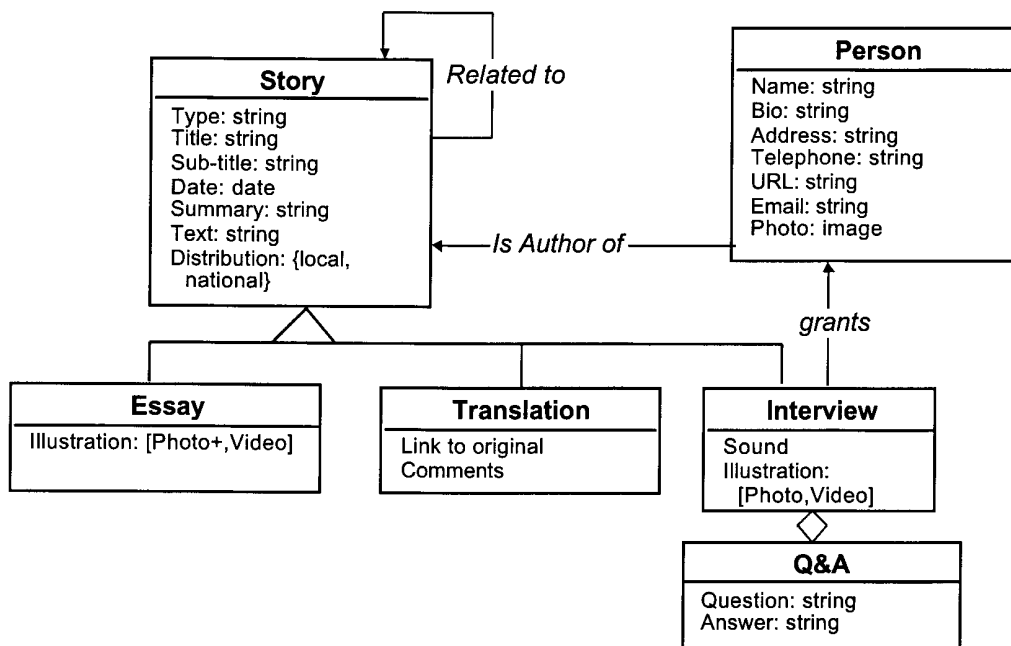 Related to
Story
Type: string
Title: string
Sub-title: string
Date: date
Summary: string
Text: string
Distribution: {local,
national}
Person
Name: string
Bio: string
Address: string
Telephone: string
URL: string
Email: string
Photo: image
Is Author of
grants
Essay
Illustration: [Photo+,Video]
Translation
Link to original
Comments
Interview
Sound
Illustration:
[Photo,Video]
Q&A
Question: string
Answer: string